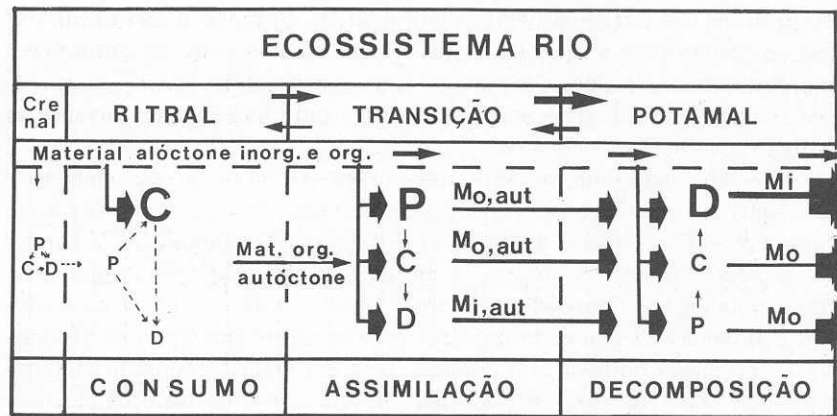 ECOSSISTEMA RIO
Cre
nal
RITRAL
TRANSIÇÃO
POTAMAL
Material alóctone inorg. e org.
C
P
D
Mo,aut
Mi
P
C
D
P
Mat. org.
autóctone
C
Mo,aut
C
Mo
D
D
Mi,aut
P
Mo
CONSUMO
ASSIMILAÇÃO
DECOMPOSIÇÃO